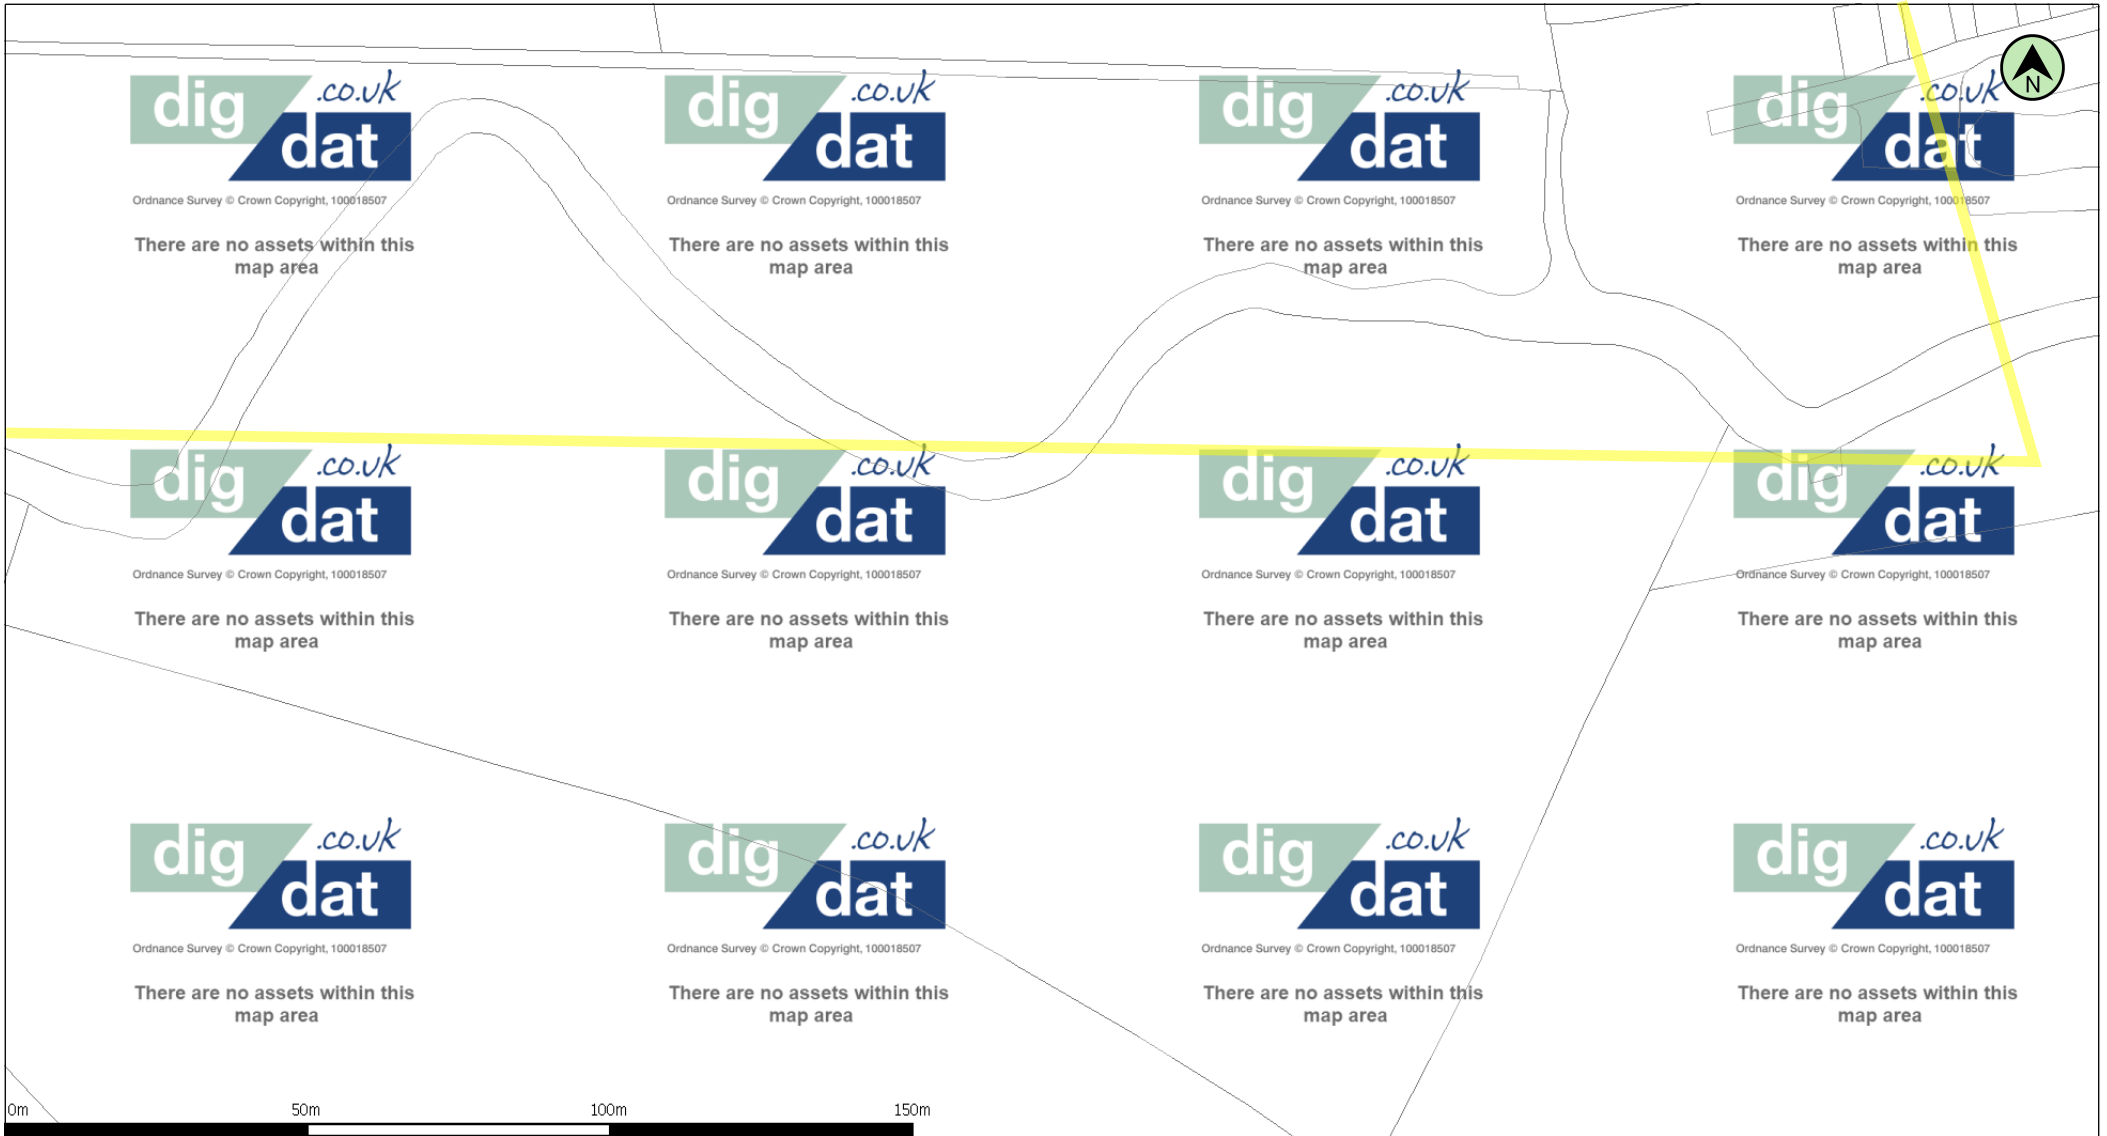 dig .co.uk
dat
Ordnance Survey © Crown Copyright, 100018507
There are no assets within this
map area
dig .co.uk
dat
Ordnance Survey © Crown Copyright, 100018507
There are no assets within this
map area
dig .co.uk
dat
Ordnance Survey © Crown Copyright, 100018507
There are no assets within this
map area
dig .co.uk
dat
Ordnance Survey © Crown Copyright, 100018507
There are no assets within this
map area
N
dig .co.uk
dat
Ordnance Survey © Crown Copyright, 100018507
There are no assets within this
map area
dig .co.uk
dat
Ordnance Survey © Crown Copyright, 100018507
There are no assets within this
map area
dig .co.uk
dat
Ordnance Survey © Crown Copyright, 100018507
There are no assets within this
map area
dig .co.uk
dat
Ordnance Survey © Crown Copyright, 100018507
There are no assets within this
map area
dig .co.uk
dat
Ordnance Survey © Crown Copyright, 100018507
There are no assets within this
map area
dig .co.uk
dat
Ordnance Survey © Crown Copyright, 100018507
There are no assets within this
map area
dig .co.uk
dat
Ordnance Survey © Crown Copyright, 100018507
There are no assets within this
map area
dig .co.uk
dat
Ordnance Survey © Crown Copyright, 100018507
There are no assets within this
map area
0m 50m 100m 150m